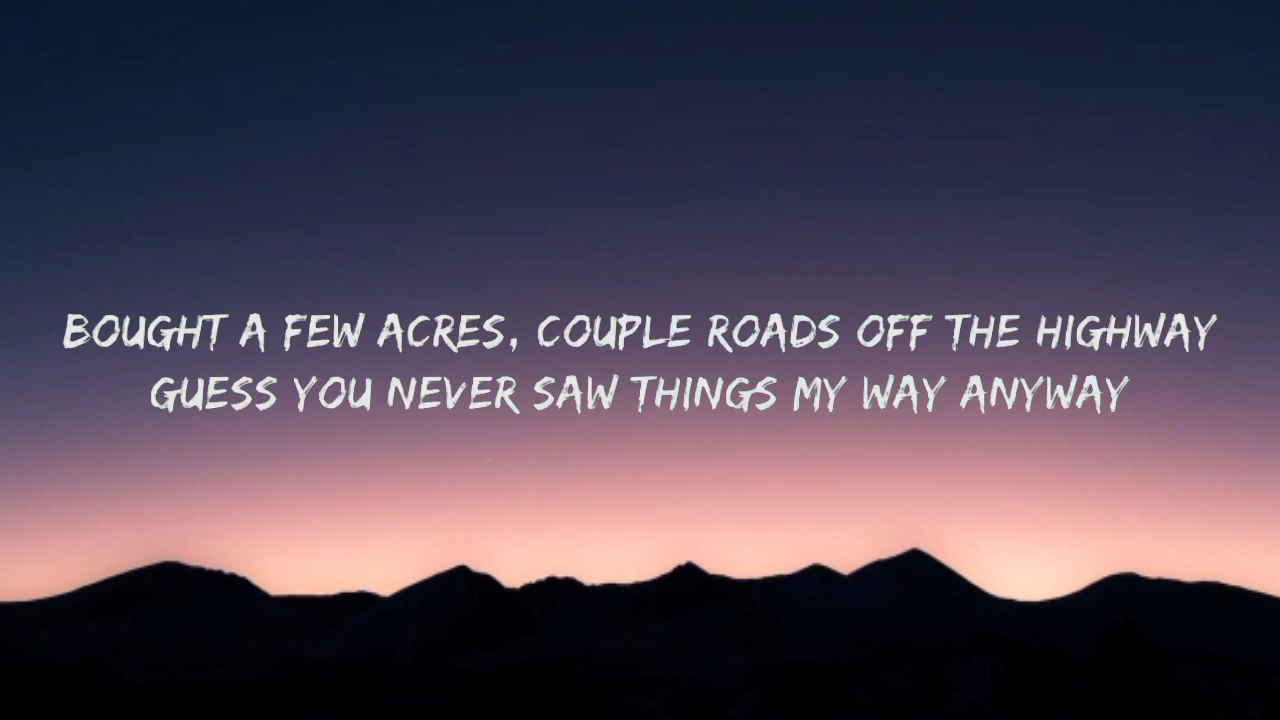 BOUGHT A FEW ACRES, COUPLE ROADS OFF THE HIGHWAY
GUESS YOU NEVER SAW THINGS MY WAY ANYWAY